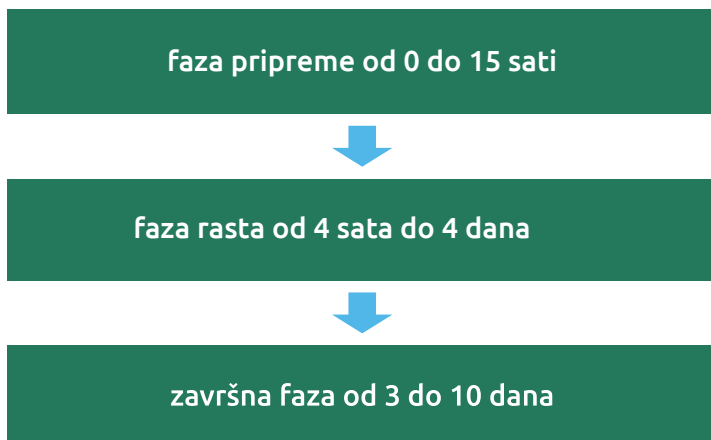 faza pripreme od 0 do 15 sati
faza rasta od 4 sata do 4 dana
završna faza od 3 do 10 dana